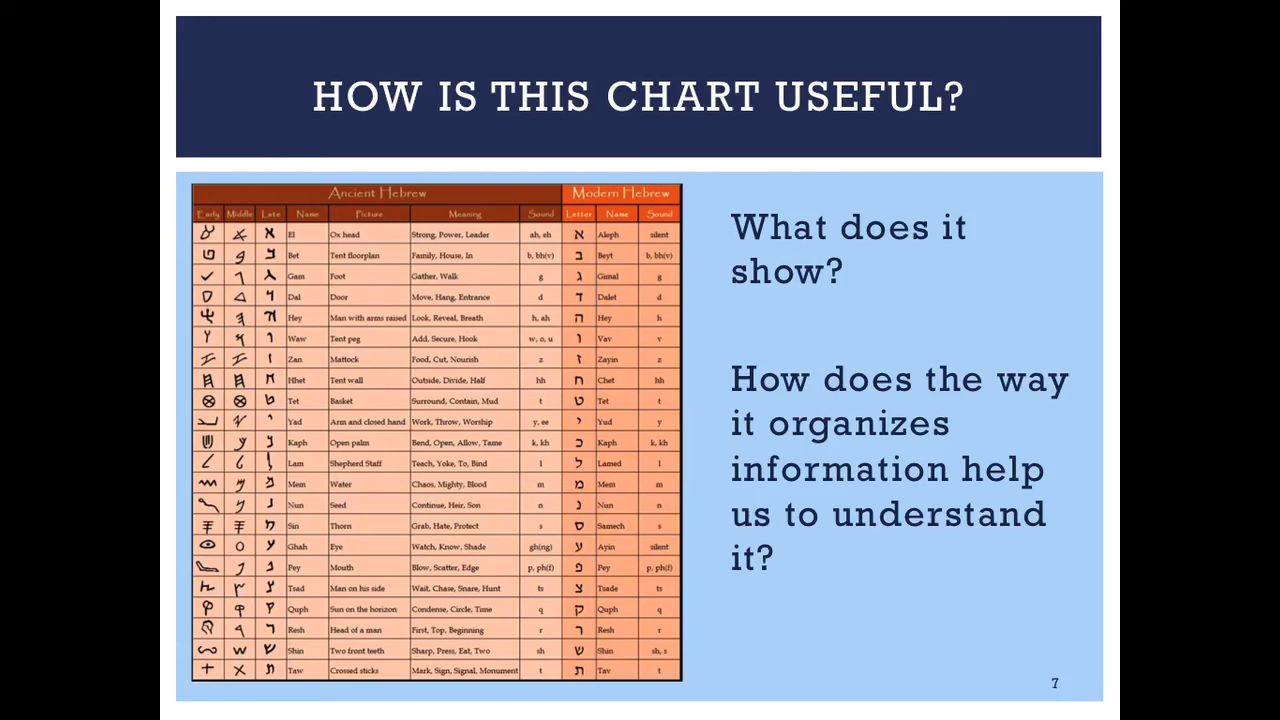 HOW IS THIS CHART USEFUL?
Ancient Hebrew Modern Hebrew
Early Middle Late Name Picture Meaning Sound Letter Name Sound
El Ox head Strong, Power, Leader ah, eh א Aleph silent
Bet Tent floorplan Family, House, In b, bh(v) ב Beyt b, bh(v)
Gam Foot Gather, Walk g ג Gimal g
Dal Door Move, Hang, Entrance d ד Dalet d
Hey Man with arms raised Look, Reveal, Breath h, ah ה Hey h
Waw Tent peg Add, Secure, Hook w, o, u ו Vav v
Zan Mattock Food, Cut, Nourish z ז Zayin z
Hhet Tent wall Outside, Divide, Half hh ח Chet hh
Tet Basket Surround, Contain, Mud t ט Tet t
Yad Arm and closed hand Work, Throw, Worship y, ee י Yud y
Kaph Open palm Bend, Open, Allow, Tame k, kh כ Kaph k, kh
Lam Shepherd Staff Teach, Yoke, To, Bind l ל Lamed l
Mem Water Chaos, Mighty, Blood m מ Mem m
Nun Seed Continue, Heir, Son n נ Nun n
Sin Thorn Grab, Hate, Protect s ס Samech s
Ghah Eye Watch, Know, Shade gh(ng) ע Ayin silent
Pey Mouth Blow, Scatter, Edge p, ph(f) פ Pey p, ph(f)
Tsad Man on his side Wait, Chase, Snare, Hunt ts צ Tsade ts
Quph Sun on the horizon Condense, Circle, Time q ק Quph q
Resh Head of a man First, Top, Beginning r ר Resh r
Shin Two front teeth Sharp, Press, Eat, Two sh ש Shin sh, s
Taw Crossed sticks Mark, Sign, Signal, Monument t ת Tav t
What does it
show?
How does the way
it organizes
information help
us to understand
it?
7